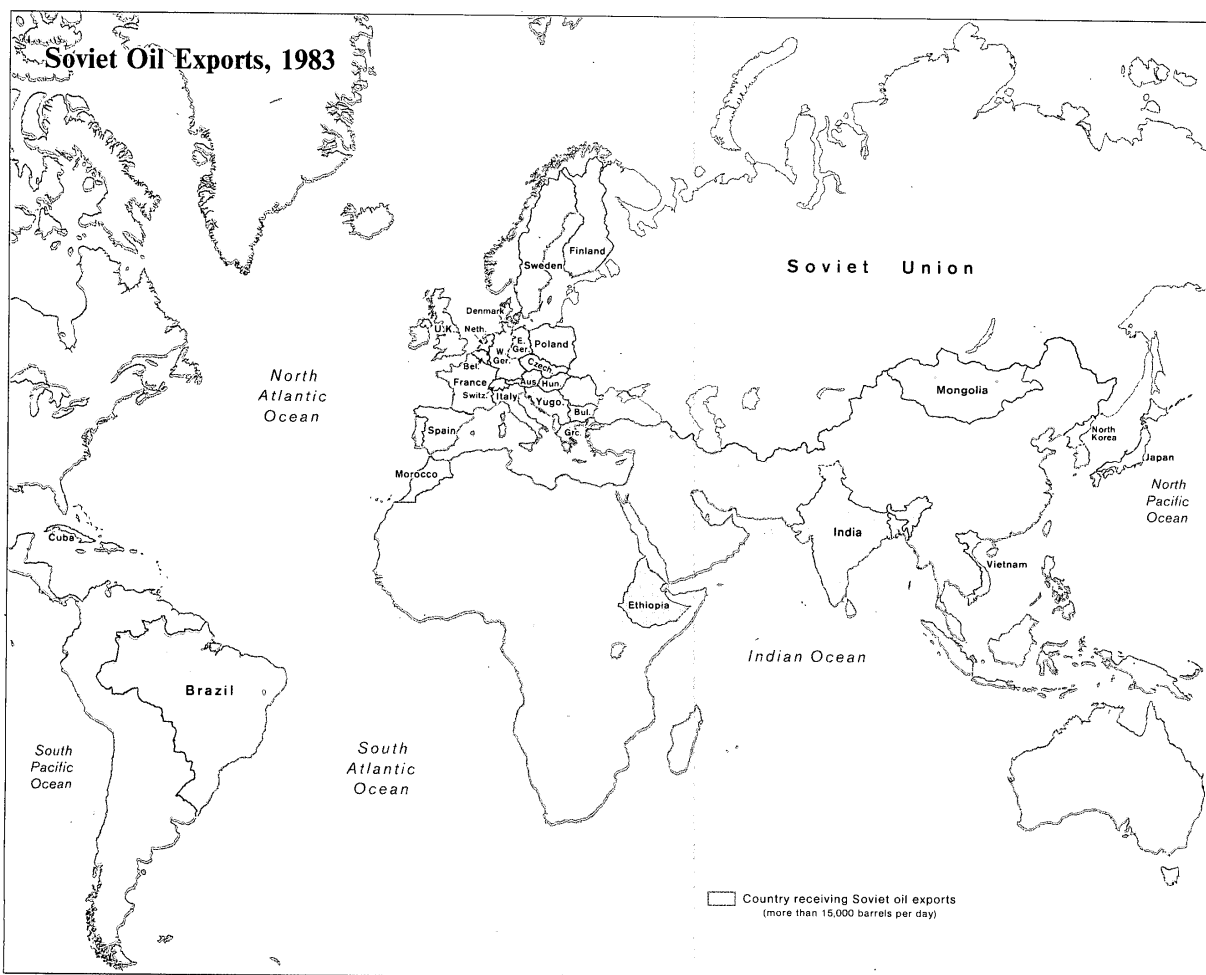 Soviet Oil Exports, 1983
Soviet Union
Finland
Sweden
Denmark
U.K.
Neth.
E.
Ger.
Poland
W.
Ger.
Bel.
Czech.
France
Aus.
Hun.
Switz.
Italy
Yugo.
Bul.
Spain
Grc.
Morocco
North
Atlantic
Ocean
Mongolia
North
Korea
Japan
North
Pacific
Ocean
Cuba
India
Vietnam
Ethiopia
Indian Ocean
Brazil
South
Pacific
Ocean
South
Atlantic
Ocean
Country receiving Soviet oil exports
(more than 15,000 barrels per day)